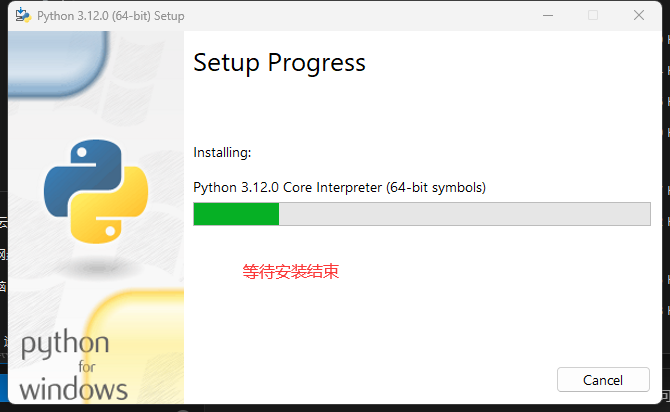 Python 3.12.0 (64-bit) Setup
Setup Progress
Installing:
Python 3.12.0 Core Interpreter (64-bit symbols)
等待安装结束
python
for
windows
Cancel